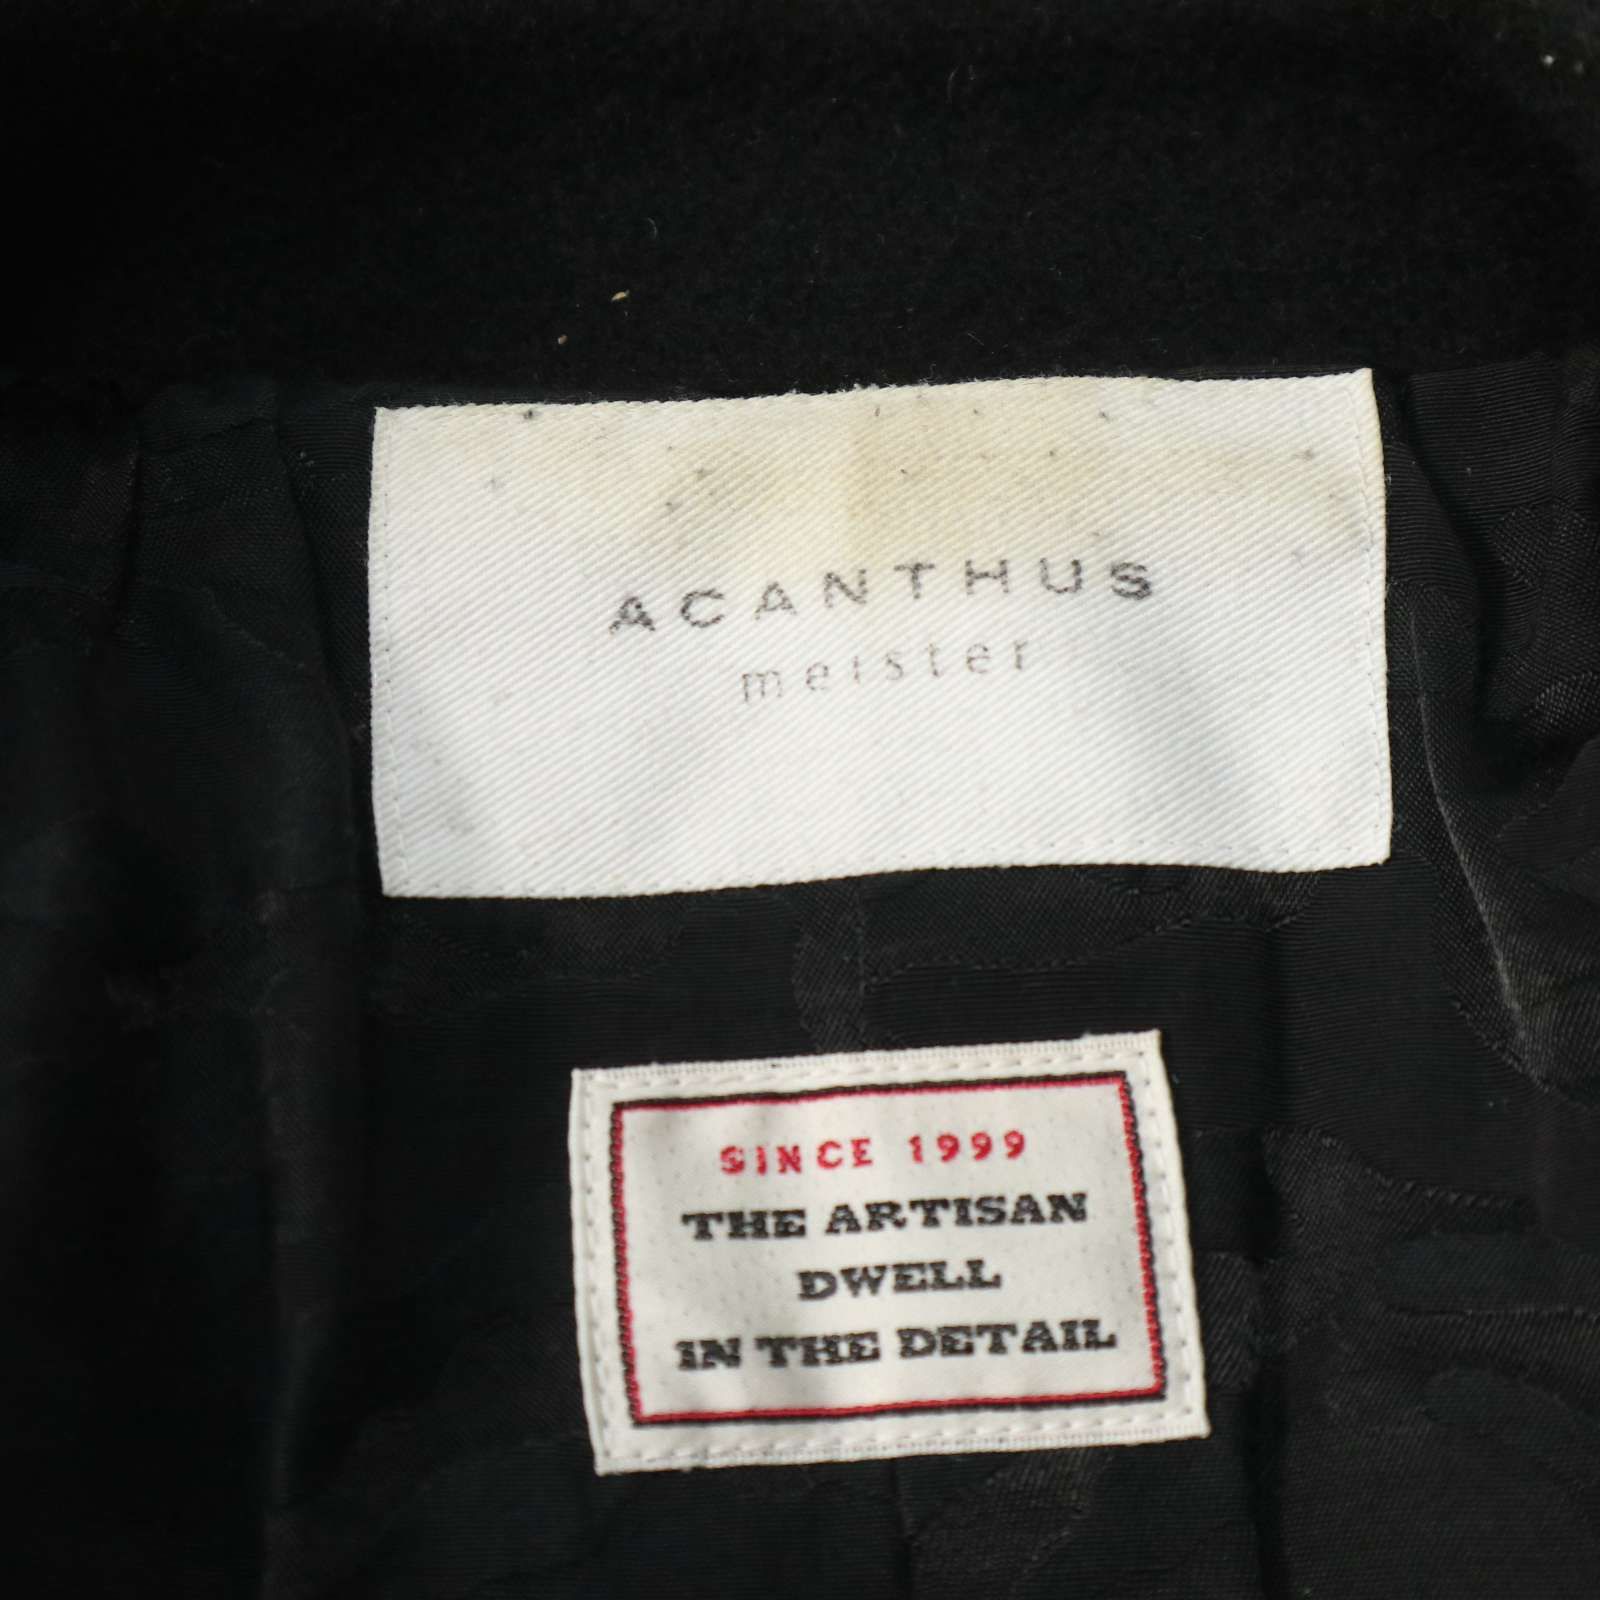 ACANTHUS
meister
SINCE 1999
THE ARTISAN
DWELL
IN THE DETAIL